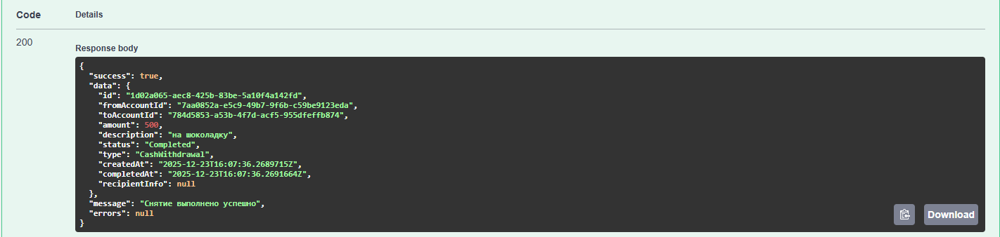 Code Details
200
Response body
{
  "success": true,
  "data": {
    "id": "1d02a065-aec8-425b-83be-5a10f4a142fd",
    "fromAccountId": "7aa0852a-e5c9-49b7-9f6b-c59be9123eda",
    "toAccountId": "784d5853-a53b-4f7d-acf5-955dfeffb874",
    "amount": 500,
    "description": "на шоколадку",
    "status": "Completed",
    "type": "CashWithdrawal",
    "createdAt": "2025-12-23T16:07:36.2689715Z",
    "completedAt": "2025-12-23T16:07:36.2691664Z",
    "recipientInfo": null
  },
  "message": "Снятие выполнено успешно",
  "errors": null
}
Download